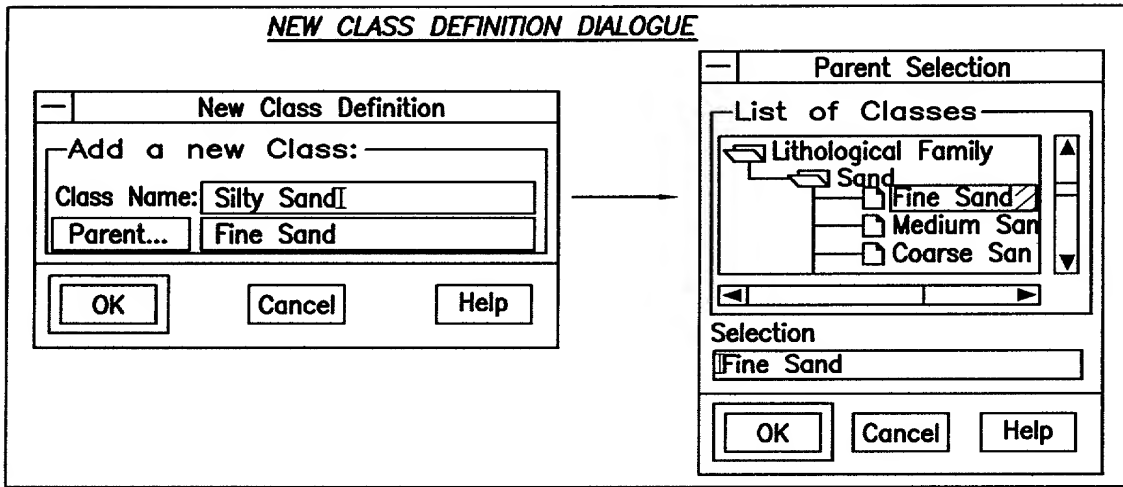 NEW CLASS DEFINITION DIALOGUE
New Class Definition
Add a new Class:
Class Name: Silty Sand
Parent... Fine Sand
OK Cancel Help
Parent Selection
List of Classes
Lithological Family
Sand
Fine Sand
Medium San
Coarse San
Selection
Fine Sand
OK Cancel Help